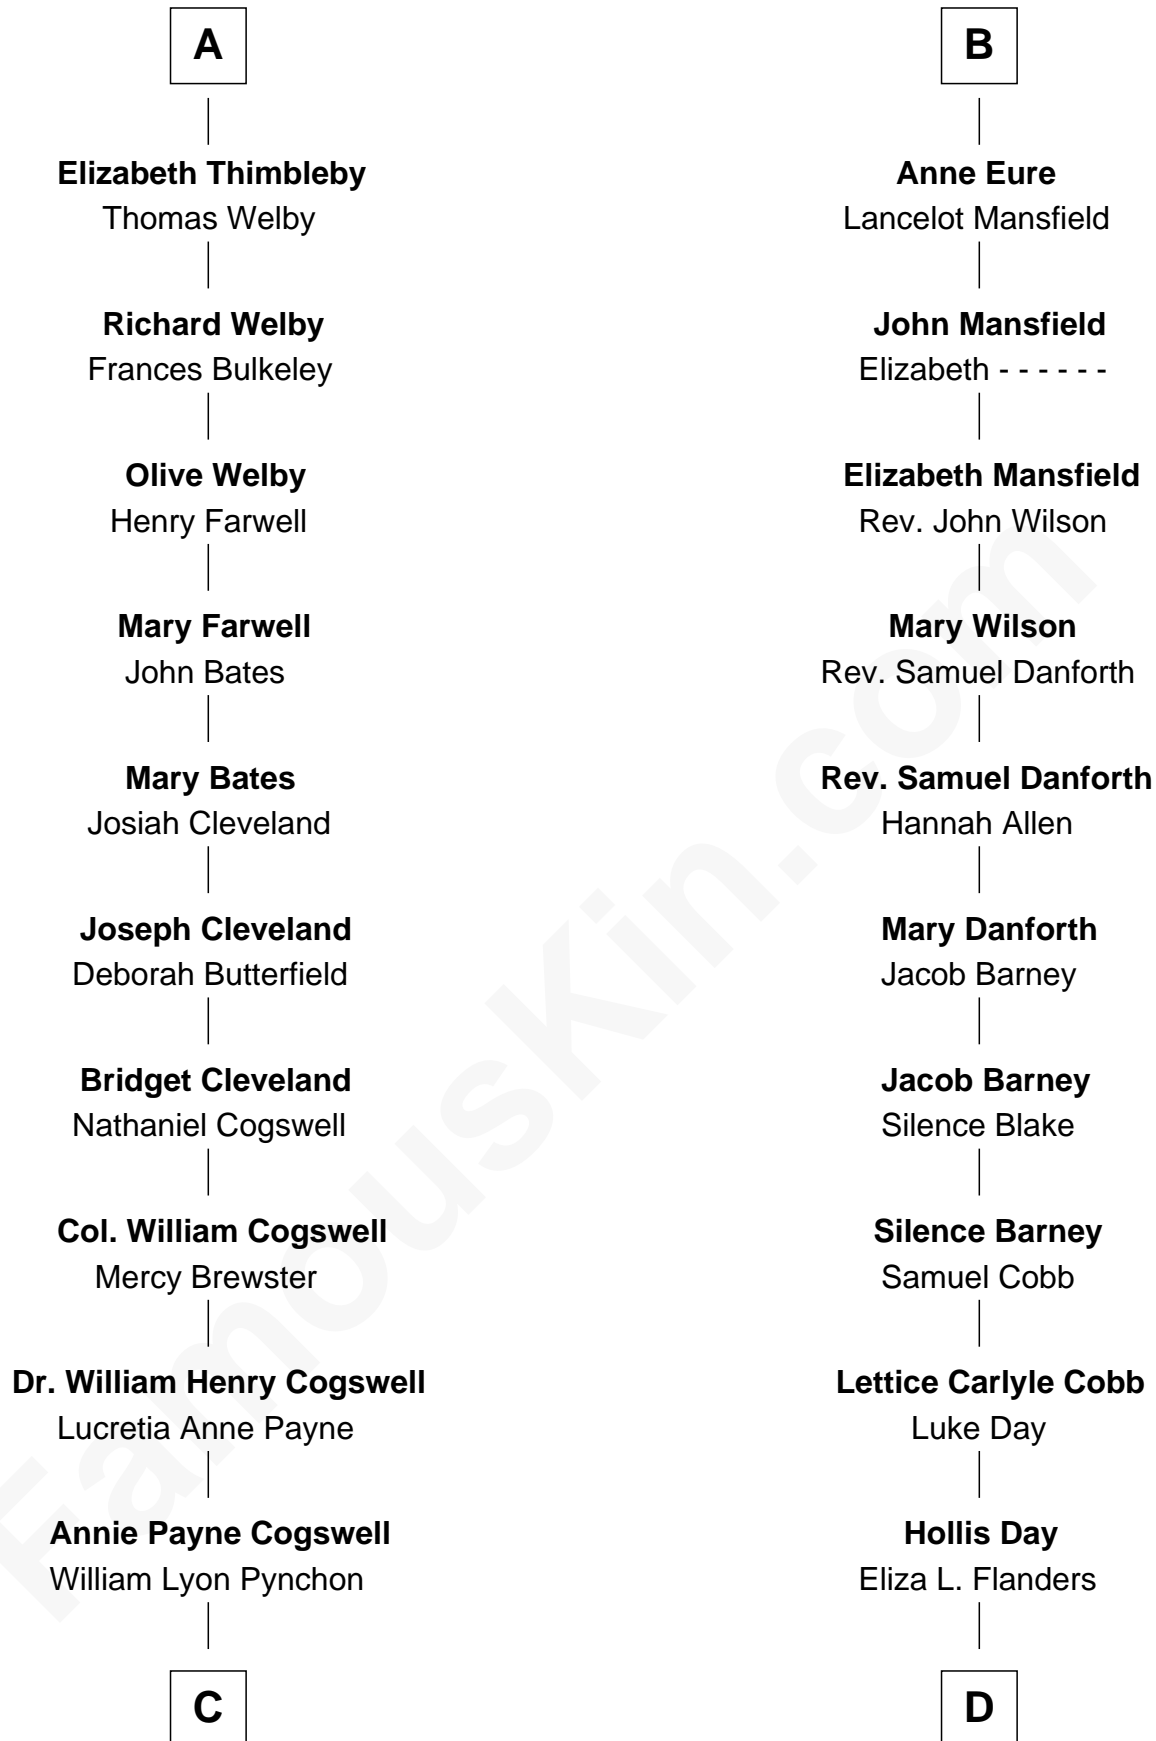 A
Elizabeth Thimbleby
Thomas Welby
Richard Welby
Frances Bulkeley
Olive Welby
Henry Farwell
Mary Farwell
John Bates
Mary Bates
Josiah Cleveland
Joseph Cleveland
Deborah Butterfield
Bridget Cleveland
Nathaniel Cogswell
Col. William Cogswell
Mercy Brewster
Dr. William Henry Cogswell
Lucretia Anne Payne
Annie Payne Cogswell
William Lyon Pynchon
C
B
Anne Eure
Lancelot Mansfield
John Mansfield
Elizabeth - - - - - -
Elizabeth Mansfield
Rev. John Wilson
Mary Wilson
Rev. Samuel Danforth
Rev. Samuel Danforth
Hannah Allen
Mary Danforth
Jacob Barney
Jacob Barney
Silence Blake
Silence Barney
Samuel Cobb
Lettice Carlyle Cobb
Luke Day
Hollis Day
Eliza L. Flanders
D
FamousKin.com